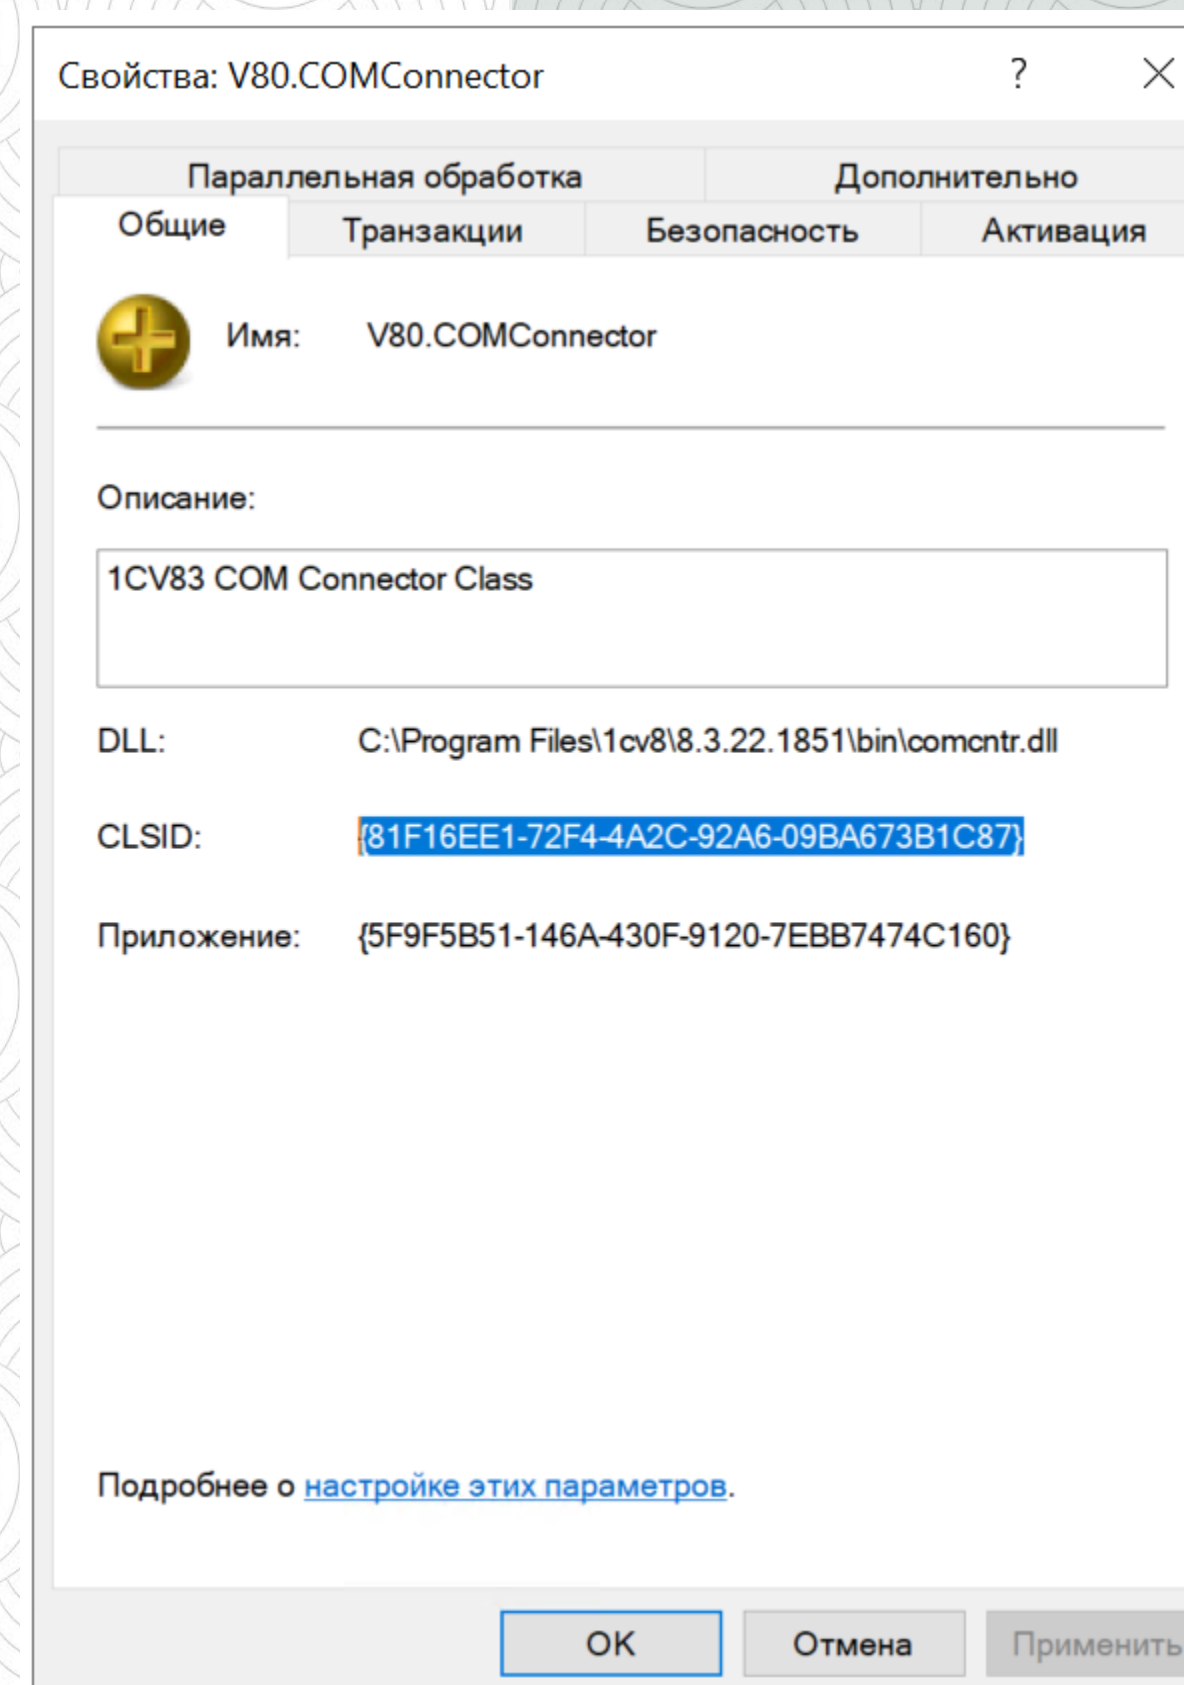 Свойства: V80.COMConnector
Параллельная обработка Дополнительно
Общие Транзакции Безопасность Активация
Имя: V80.COMConnector
Описание:
1CV83 COM Connector Class
DLL: C:\Program Files\1cv8\8.3.22.1851\bin\comcntr.dll
CLSID: {81F16EE1-72F4-4A2C-92A6-09BA673B1C87}
Приложение: {5F9F5B51-146A-430F-9120-7EBB7474C160}
Подробнее о настройке этих параметров.
ОК Отмена Применить